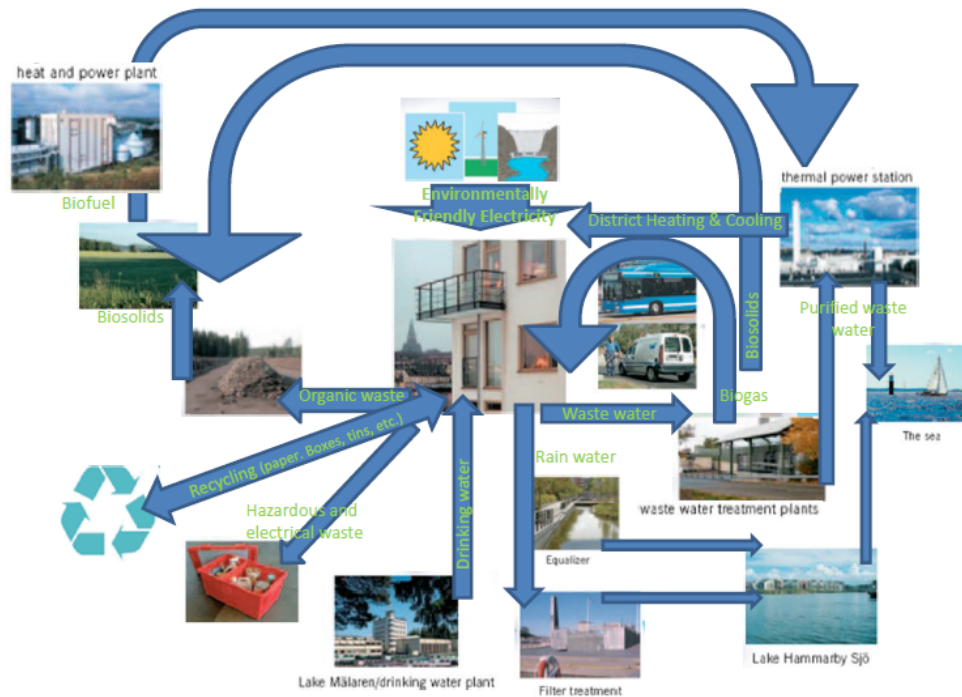 heat and power plant
Biofuel
Environmentally
Friendly Electricity
thermal power station
District Heating & Cooling
Biosolids
Biosolids
Purified waste
water
Organic waste
Waste water
Biogas
The sea
Recycling (paper. Boxes, tins, etc.)
Rain water
Hazardous and
electrical waste
Drinking water
waste water treatment plants
Equalizer
Lake Hammarby Sjö
Lake Mälaren/drinking water plant
Filter treatment